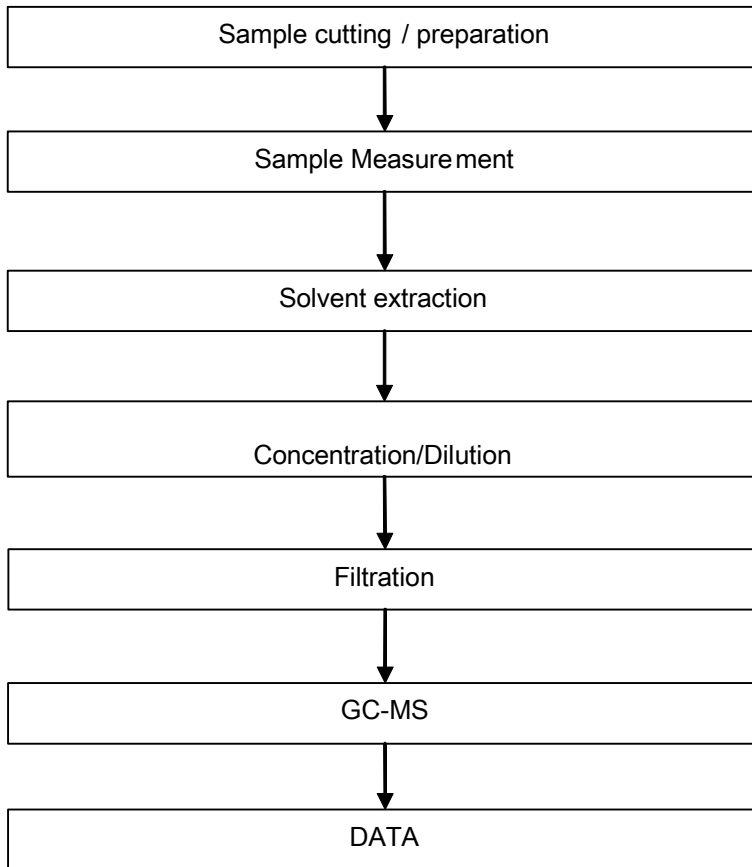 Sample cutting / preparation
Sample Measurement
Solvent extraction
Concentration/Dilution
Filtration
GC-MS
DATA